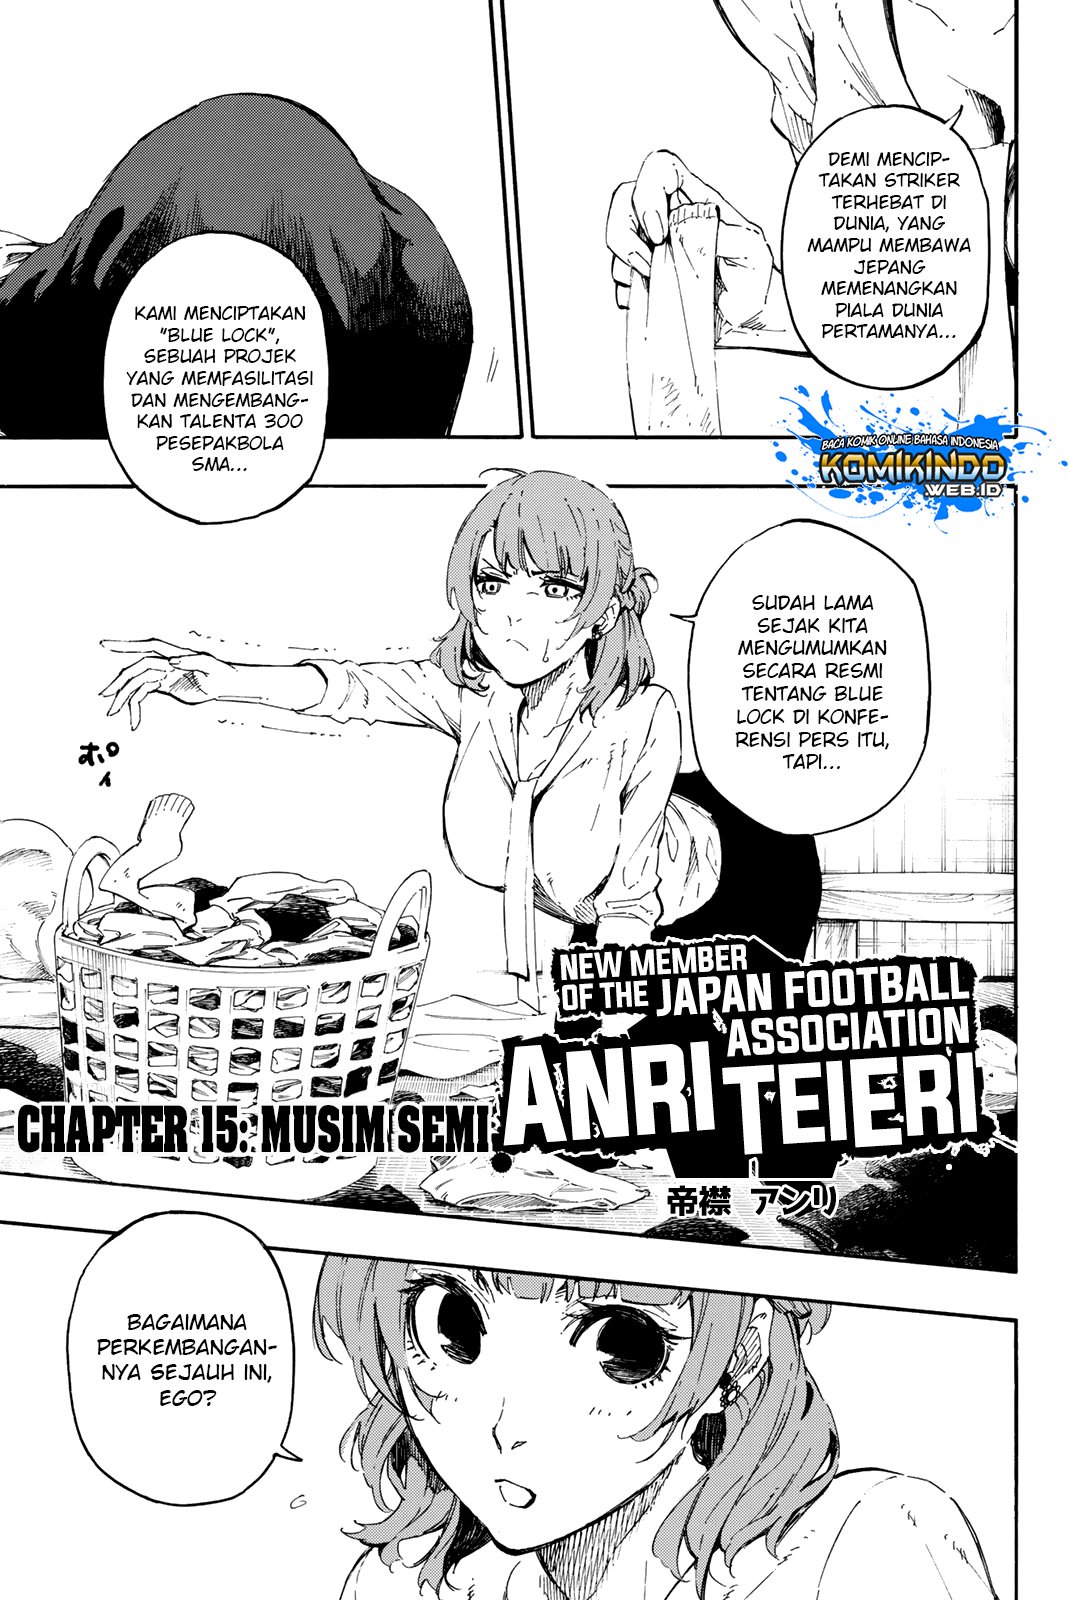 DEMI MENCIP-
TAKAN STRIKER
TERHEBAT DI
DUNIA, YANG
MAMPU MEMBAWA
JEPANG
MEMENANGKAN
PIALA DUNIA
PERTAMANYA...
KAMI MENCIPTAKAN
"BLUE LOCK",
SEBUAH PROJEK
YANG MEMFASILITASI
DAN MENGEMBANG-
KAN TALENTA 300
PESEPAKBOLA
SMA...
BACA KOMIK ONLINE BAHASA INDONESIA
KOMIKINDO
.WEB.ID
SUDAH LAMA
SEJAK KITA
MENGUMUMKAN
SECARA RESMI
TENTANG BLUE
LOCK DI KONFE-
RENSI PERS ITU,
TAPI...
ポイ
NEW MEMBER
OF THE JAPAN FOOTBALL
ASSOCIATION
ANRI TEIERI
CHAPTER 15: MUSIM SEMI
帝襟 アンリ
BAGAIMANA
PERKEMBANGAN-
NYA SEJAUH INI,
EGO?